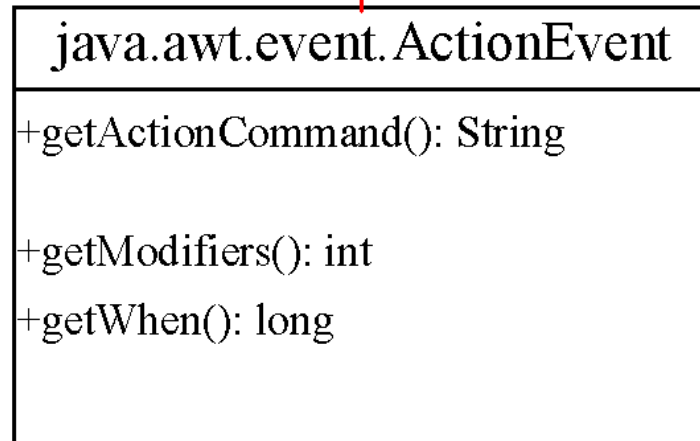 java.awt.event.ActionEvent
+getActionCommand(): String
+getModifiers(): int
+getWhen(): long